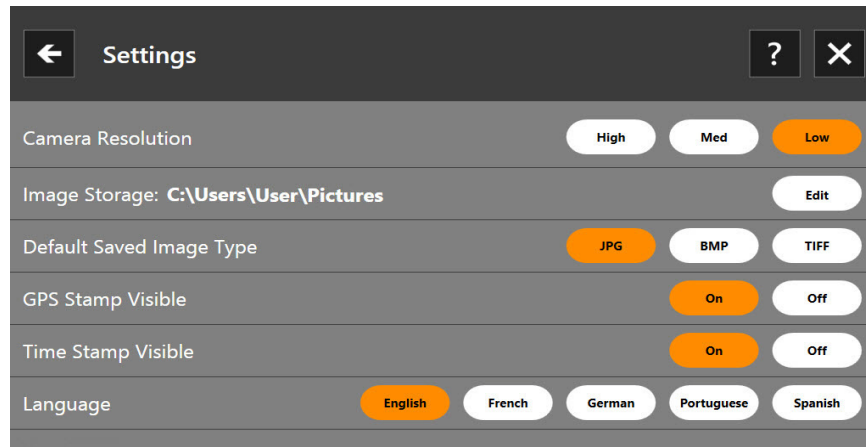 Settings ?
Camera Resolution High Med Low
Image Storage: C:\Users\User\Pictures Edit
Default Saved Image Type JPG BMP TIFF
GPS Stamp Visible On Off
Time Stamp Visible On Off
Language English French German Portuguese Spanish